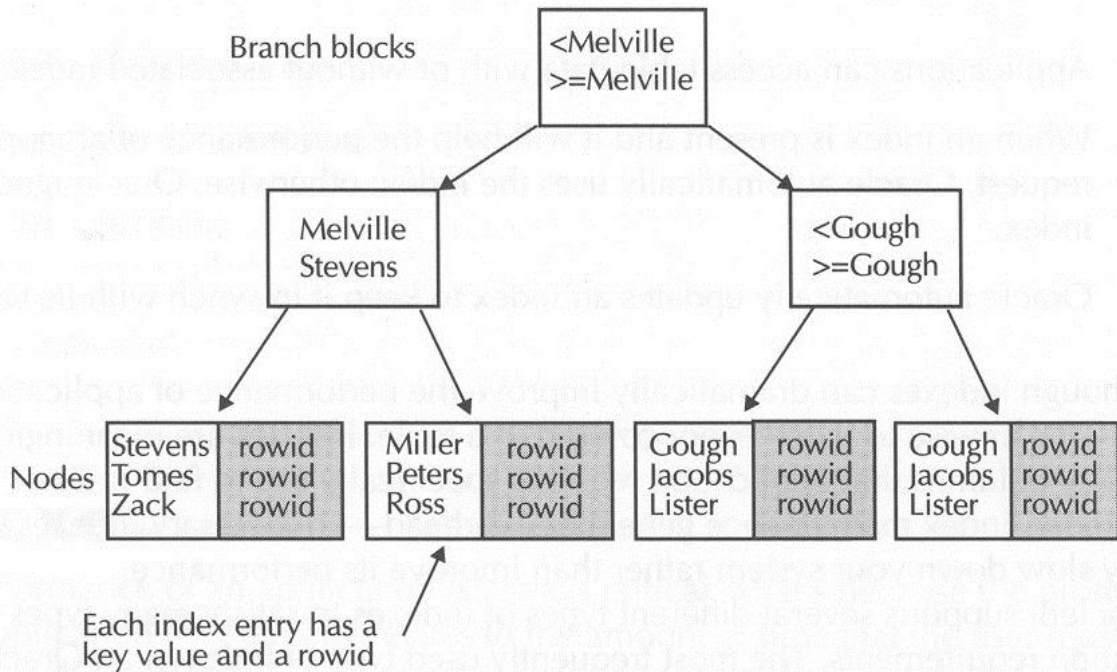 Branch blocks
<Melville
>=Melville
Melville
Stevens
<Gough
>=Gough
Nodes
Stevens rowid
Tomes rowid
Zack rowid
Miller rowid
Peters rowid
Ross rowid
Gough rowid
Jacobs rowid
Lister rowid
Gough rowid
Jacobs rowid
Lister rowid
Each index entry has a
key value and a rowid